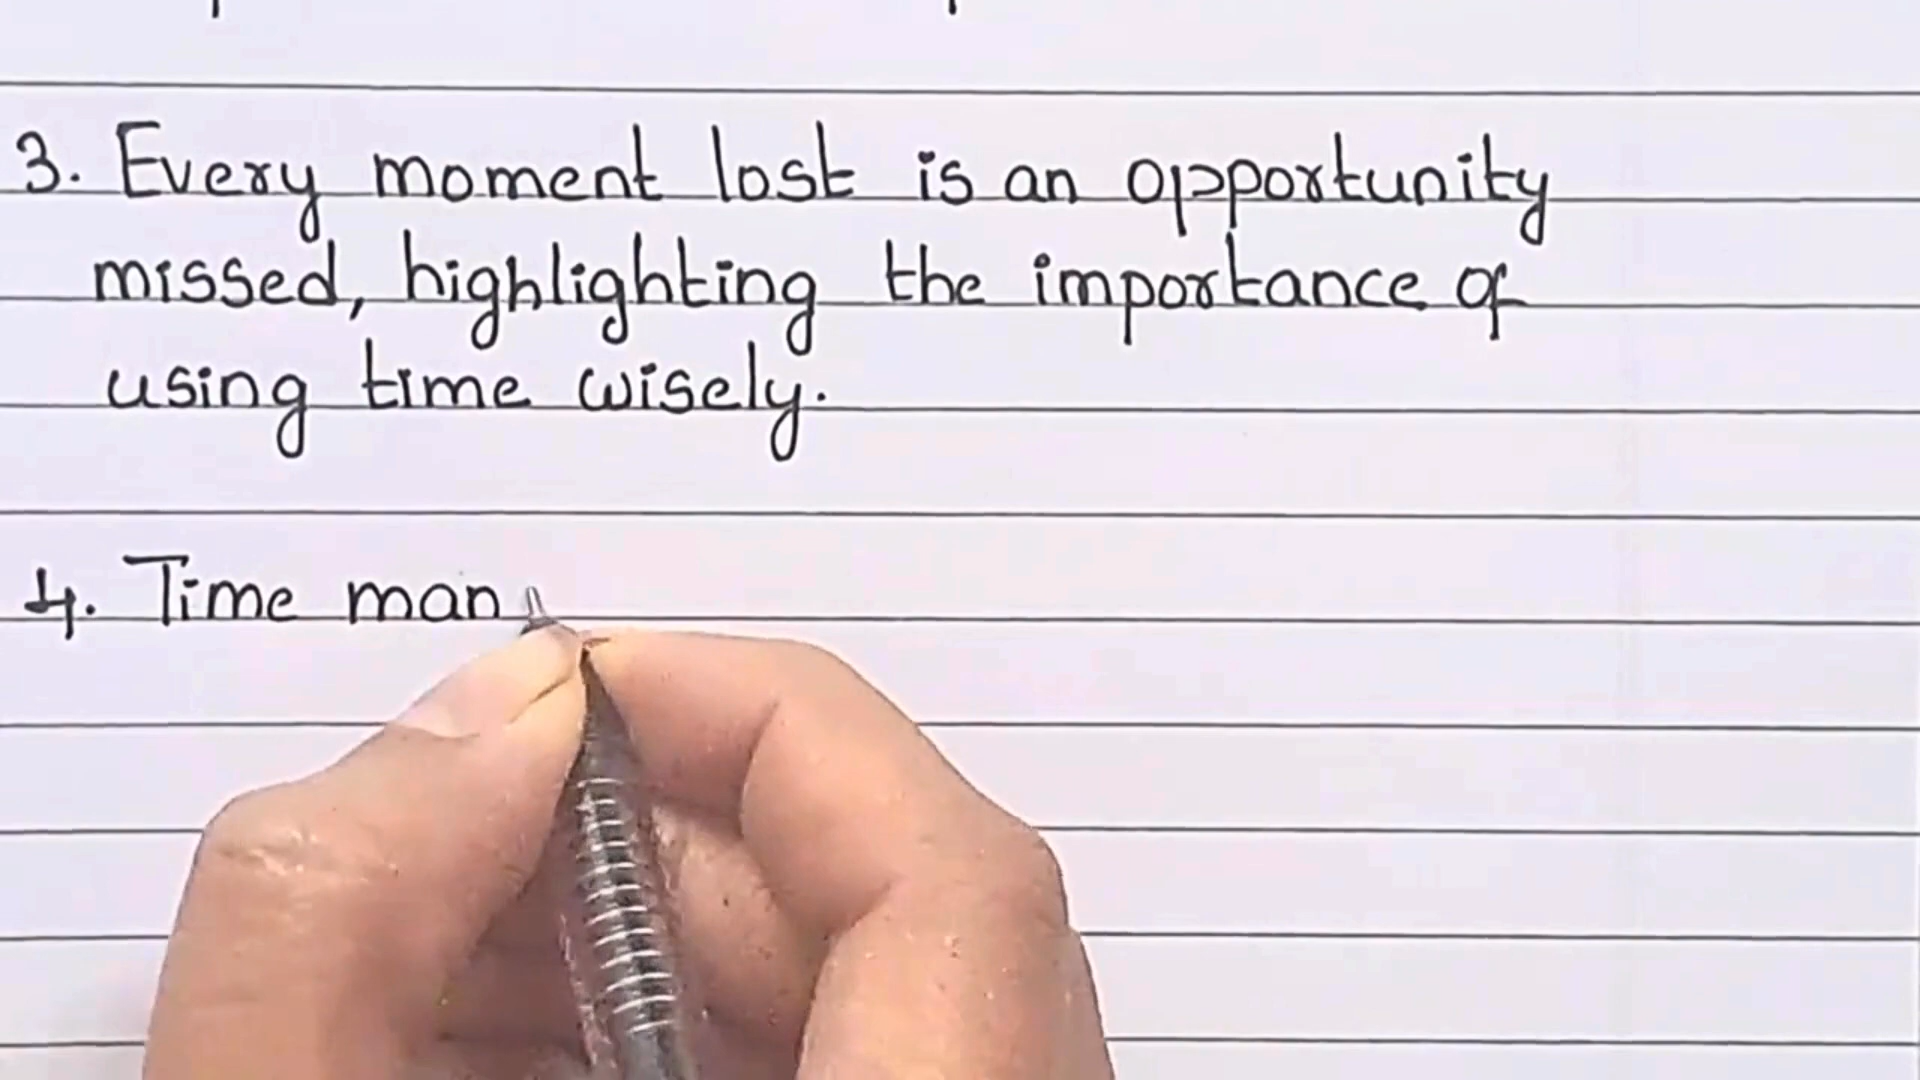 3. Every moment lost is an opportunity
missed, highlighting the importance of
using time wisely.
4. Time man